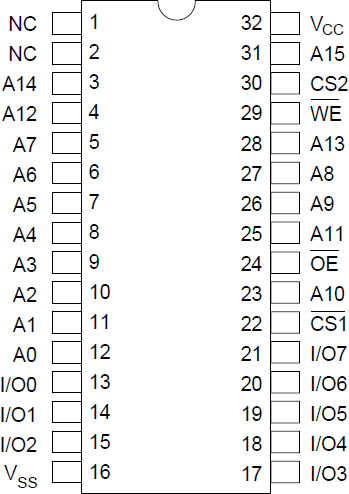 NC 1 32 VCC
NC 2 31 A15
A14 3 30 CS2
A12 4 29 W̅E̅
A7 5 28 A13
A6 6 27 A8
A5 7 26 A9
A4 8 25 A11
A3 9 24 O̅E̅
A2 10 23 A10
A1 11 22 C̅S̅1̅
A0 12 21 I/O7
I/O0 13 20 I/O6
I/O1 14 19 I/O5
I/O2 15 18 I/O4
VSS 16 17 I/O3